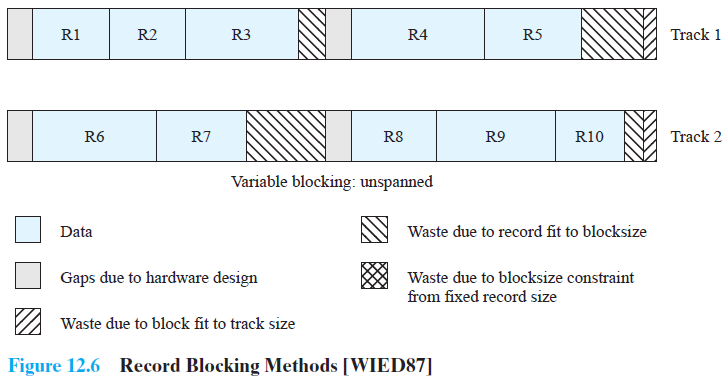 R1 R2 R3 R4 R5 Track 1
R6 R7 R8 R9 R10 Track 2
Variable blocking: unspanned
Data
Waste due to record fit to blocksize
Gaps due to hardware design
Waste due to blocksize constraint
from fixed record size
Waste due to block fit to track size
Figure 12.6 Record Blocking Methods [WIED87]